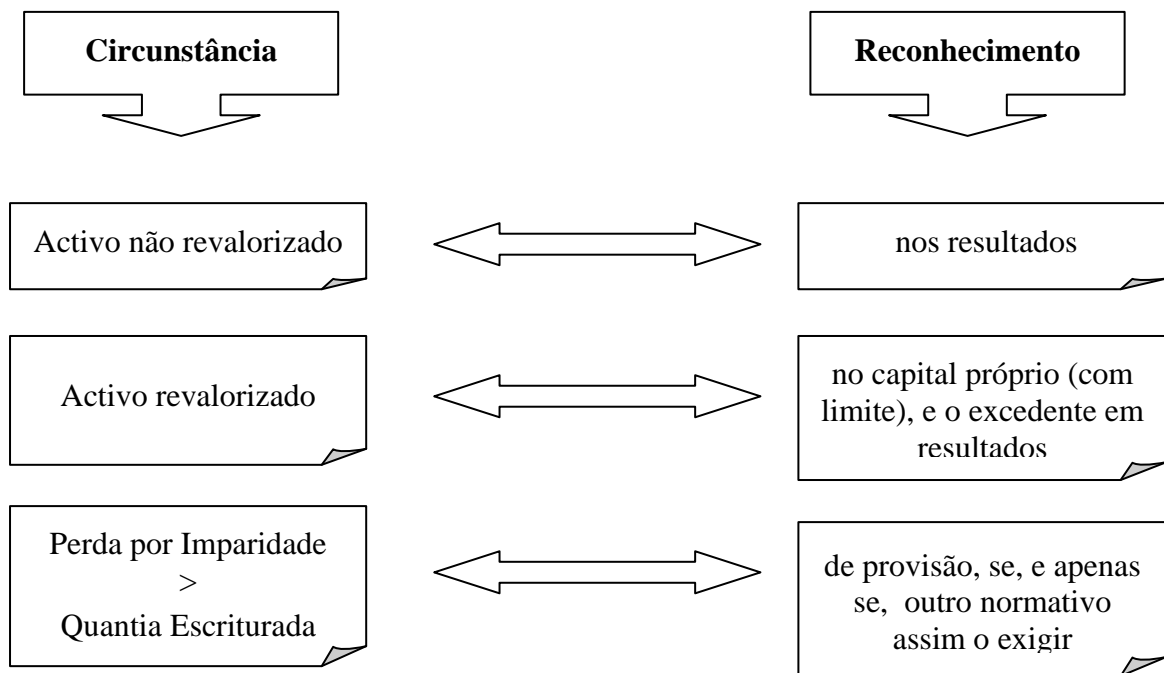 Circunstância
Reconhecimento
Activo não revalorizado
nos resultados
Activo revalorizado
no capital próprio (com
limite), e o excedente em
resultados
Perda por Imparidade
>
Quantia Escriturada
de provisão, se, e apenas
se, outro normativo
assim o exigir